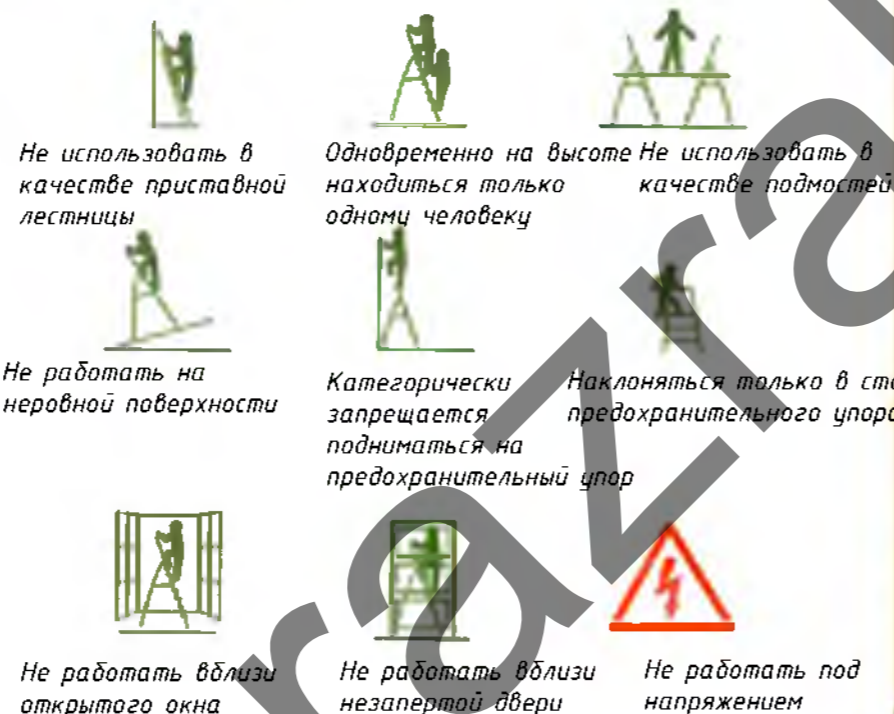 Не использовать в
качестве приставной
лестницы
Одновременно на высоте
находиться только
одному человеку
Не использовать в
качестве подмостей
Не работать на
неровной поверхности
Категорически
запрещается
подниматься на
предохранительный упор
Наклоняться только в
предохранительного
Не работать вблизи
открытого окна
Не работать вблизи
незапертой двери
Не работать под
напряжением